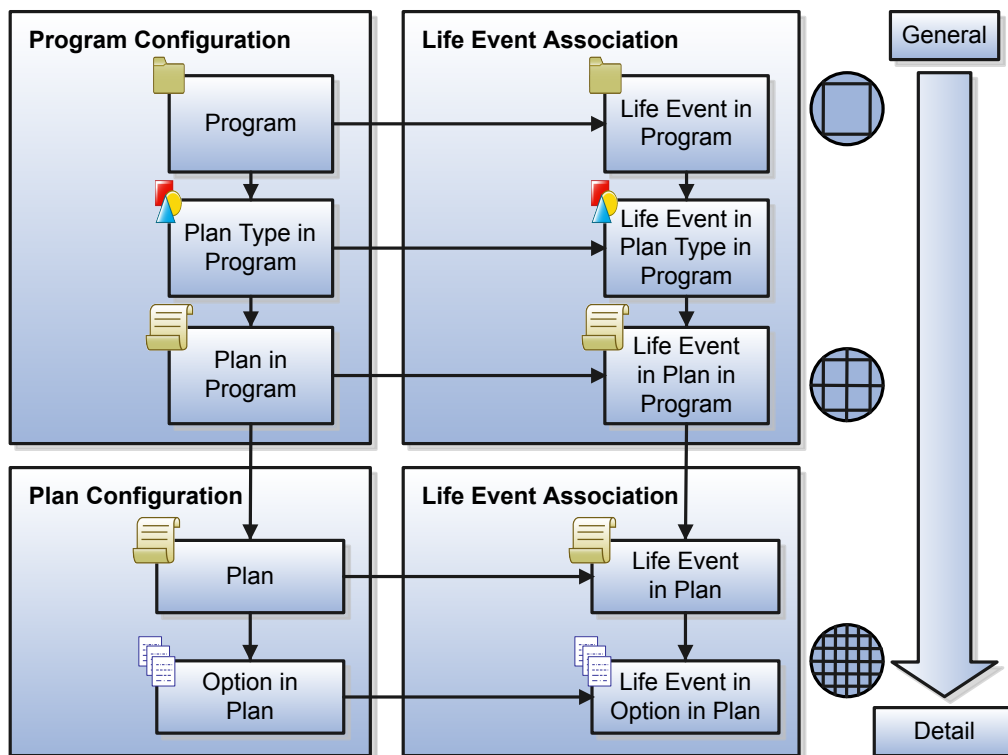 Program Configuration
Program
Plan Type in
Program
Plan in
Program
Life Event Association
Life Event in
Program
Life Event in
Plan Type in
Program
Life Event
in Plan in
Program
General
Plan Configuration
Plan
Option in
Plan
Life Event Association
Life Event
in Plan
Life Event in
Option in Plan
Detail